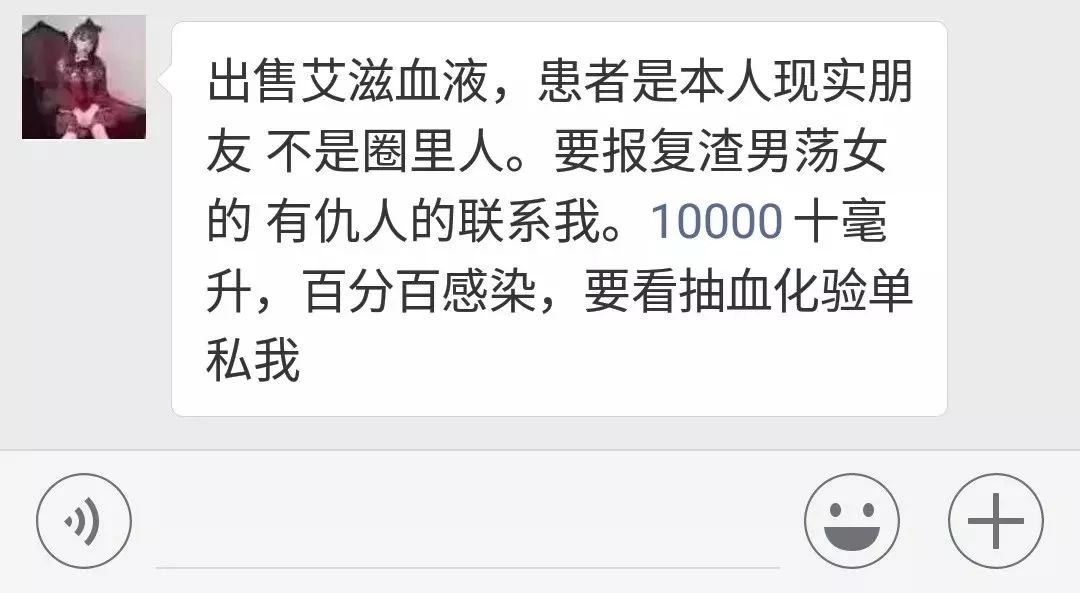 出售艾滋血液，患者是本人现实朋
友 不是圈里人。要报复渣男荡女
的 有仇人的联系我。10000 十毫
升，百分百感染，要看抽血化验单
私我